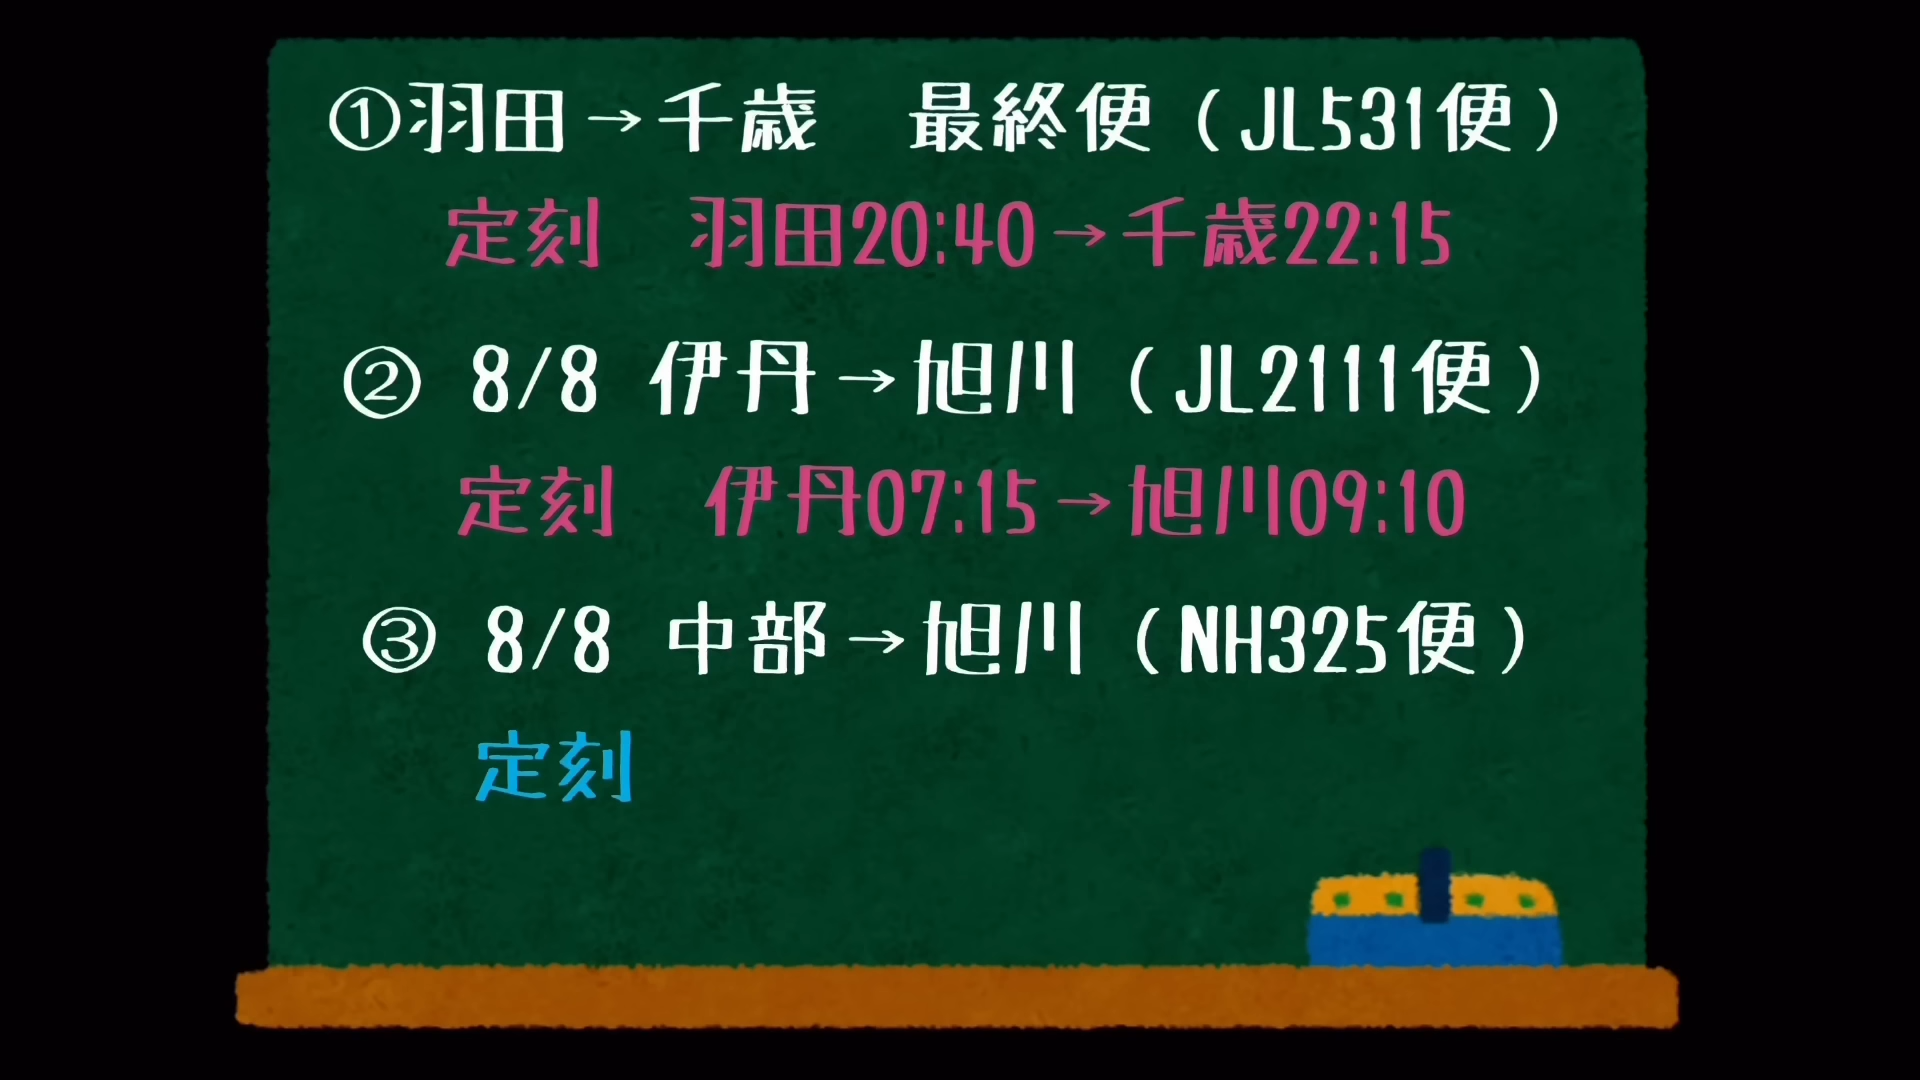 ①羽田→千歳　最終便（JL531便）
定刻　羽田20:40→千歳22:15
② 8/8 伊丹→旭川（JL2111便）
定刻　伊丹07:15→旭川09:10
③ 8/8 中部→旭川（NH325便）
定刻